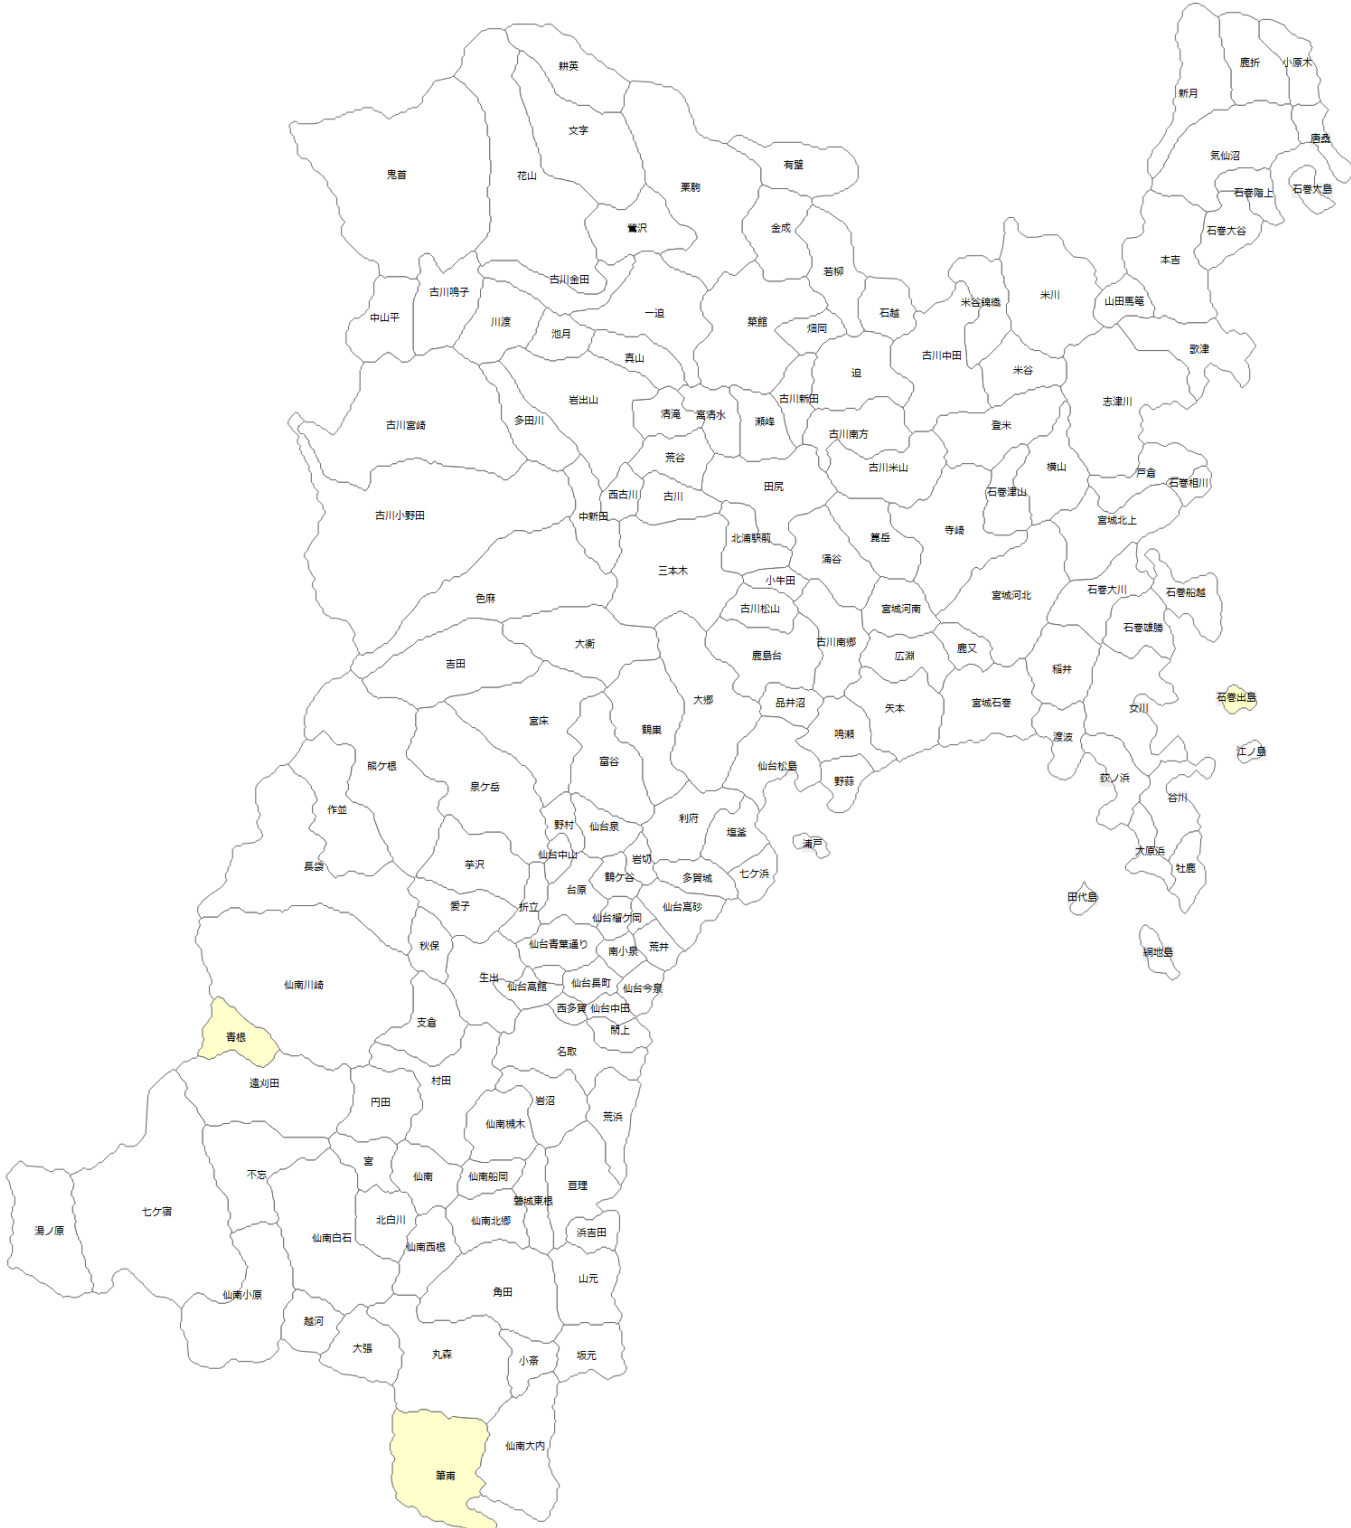 耕英
鹿折
小原木
新月
文字
唐桑
気仙沼
有壁
鬼首
花山
栗駒
石巻大島
石巻階上
鶯沢
金成
石巻大谷
本吉
若柳
古川金田
古川鳴子
米谷錦織
米川
山田馬篭
中山平
川渡
一迫
石越
築館
畑岡
池月
歌津
真山
古川中田
米谷
迫
岩出山
古川新田
志津川
清滝
高清水
瀬峰
多田川
古川宮崎
登米
古川南方
荒谷
古川米山
横山
戸倉
石巻相川
田尻
石巻津山
西古川
古川
古川小野田
中新田
宮城北上
寺崎
北浦駅前
箟岳
涌谷
三本木
小牛田
石巻大川
石巻船越
色麻
宮城河北
古川松山
宮城河南
石巻雄勝
大衡
古川南郷
鹿又
吉田
鹿島台
広淵
稲井
石巻出島
大郷
品井沼
宮城石巻
矢本
女川
宮床
鶴巣
鳴瀬
渡波
江ノ島
富谷
熊ケ根
仙台松島
荻ノ浜
野蒜
泉ケ岳
谷川
作並
利府
野村
仙台泉
塩釜
浦戸
大原浜
仙台中山
岩切
長袋
芋沢
牡鹿
鶴ケ谷
多賀城
七ケ浜
台原
田代島
愛子
折立
仙台高砂
仙台榴ケ岡
秋保
仙台青葉通り
荒井
南小泉
網地島
生出
仙南川崎
仙台高館
仙台長町
仙台今泉
西多賀
仙台中田
支倉
閖上
青根
名取
遠刈田
村田
円田
岩沼
荒浜
仙南槻木
宮
不忘
仙南
仙南船岡
亘理
磐城東根
七ケ宿
北白川
仙南北郷
湯ノ原
浜吉田
仙南白石
仙南西根
山元
角田
仙南小原
越河
大張
丸森
小斎
坂元
仙南大内
筆甫